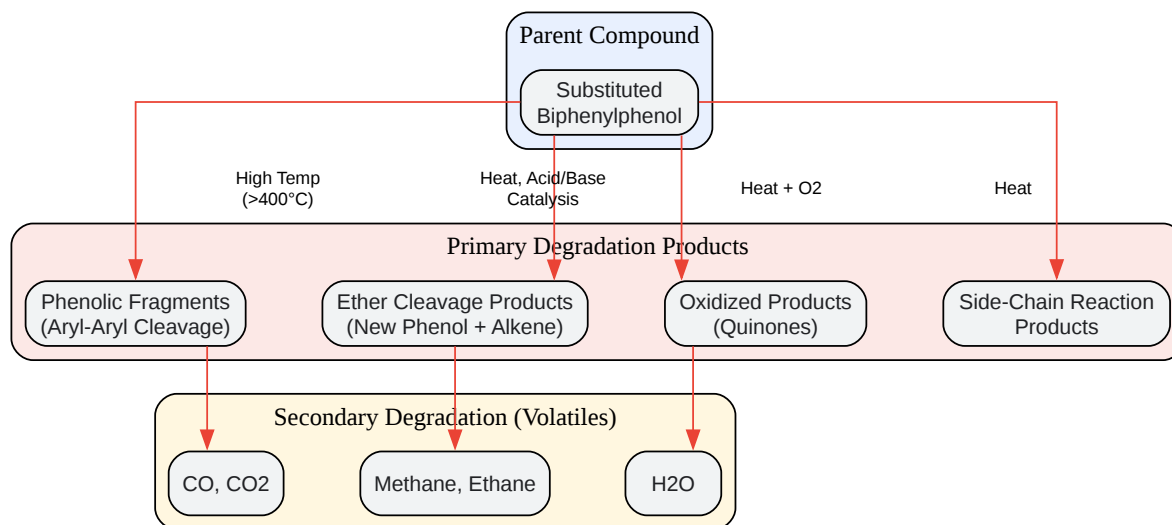 Parent Compound
Substituted
Biphenylphenol
High Temp
(>400°C)
Heat, Acid/Base
Catalysis
Heat + O2
Heat
Primary Degradation Products
Phenolic Fragments
(Aryl-Aryl Cleavage)
Ether Cleavage Products
(New Phenol + Alkene)
Oxidized Products
(Quinones)
Side-Chain Reaction
Products
Secondary Degradation (Volatiles)
CO, CO2
Methane, Ethane
H2O